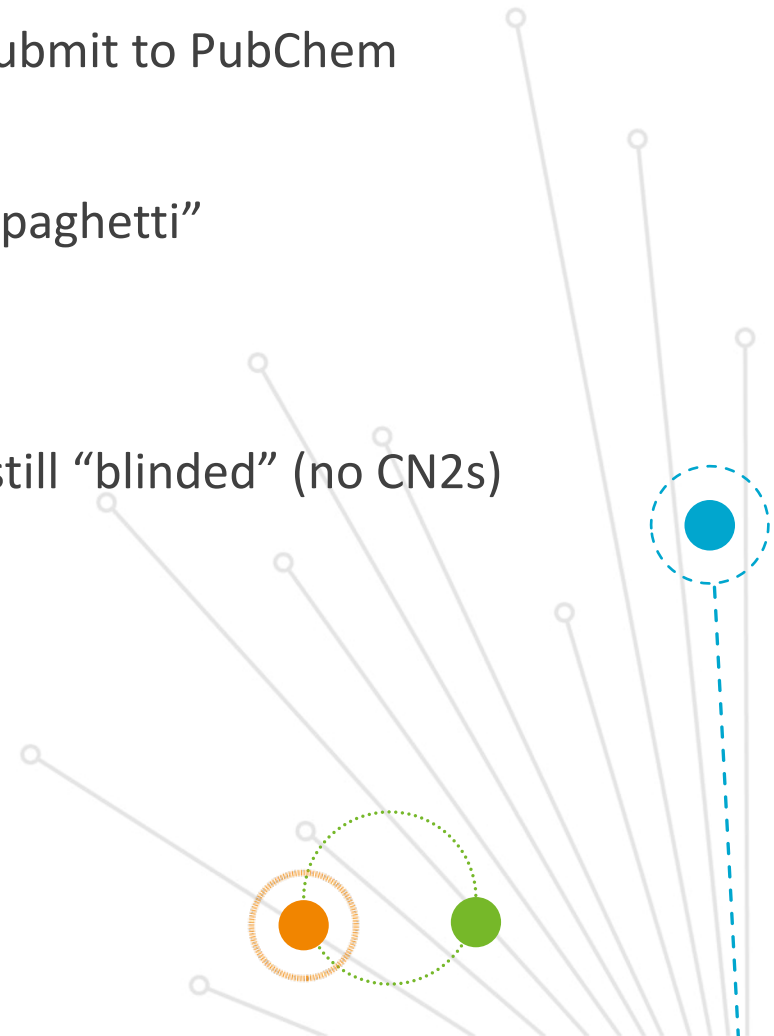 ubmit to PubChem
paghetti”
still “blinded” (no CN2s)